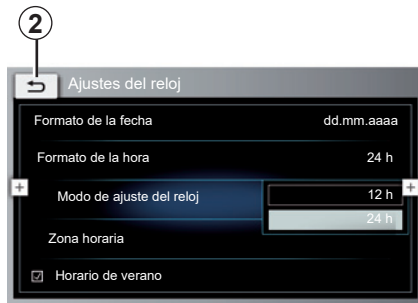 2
Ajustes del reloj
Formato de la fecha dd.mm.aaaa
Formato de la hora 24 h
Modo de ajuste del reloj 12 h
24 h
Zona horaria
Horario de verano